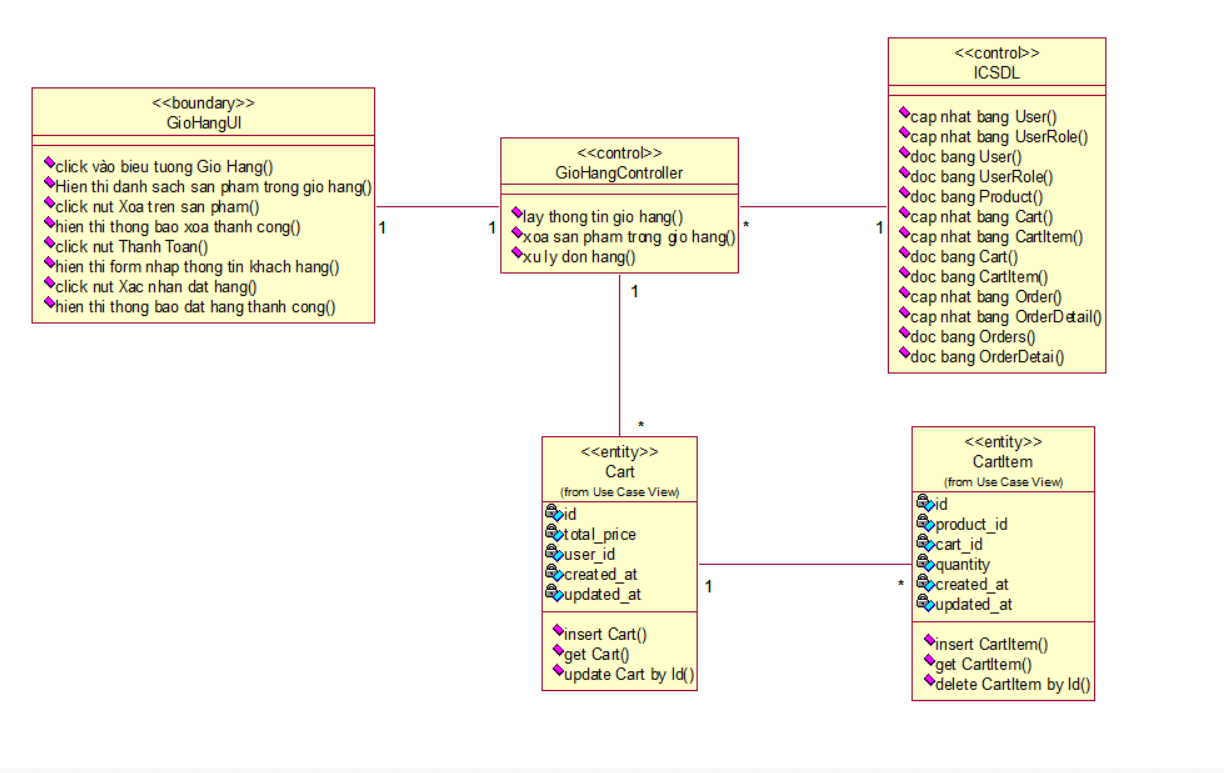 <<boundary>>
GioHangUI
click vào bieu tuong Gio Hang()
Hien thi danh sach san pham trong gio hang()
click nut Xoa tren san pham()
hien thi thong bao xoa thanh cong()
click nut Thanh Toan()
hien thi form nhap thong tin khach hang()
click nut Xac nhan dat hang()
hien thi thong bao dat hang thanh cong()
1
1
<<control>>
GioHangController
lay thong tin gio hang()
xoa san pham trong gio hang()
xu ly don hang()
*
1
<<control>>
ICSDL
cap nhat bang User()
cap nhat bang UserRole()
doc bang User()
doc bang UserRole()
doc bang Product()
cap nhat bang Cart()
cap nhat bang CartItem()
doc bang Cart()
doc bang CartItem()
cap nhat bang Order()
cap nhat bang OrderDetail()
doc bang Orders()
doc bang OrderDetai()
1
*
<<entity>>
Cart
(from Use Case View)
id
total_price
user_id
created_at
updated_at
insert Cart()
get Cart()
update Cart by Id()
1
*
<<entity>>
CartItem
(from Use Case View)
id
product_id
cart_id
quantity
created_at
updated_at
insert CartItem()
get CartItem()
delete CartItem by Id()